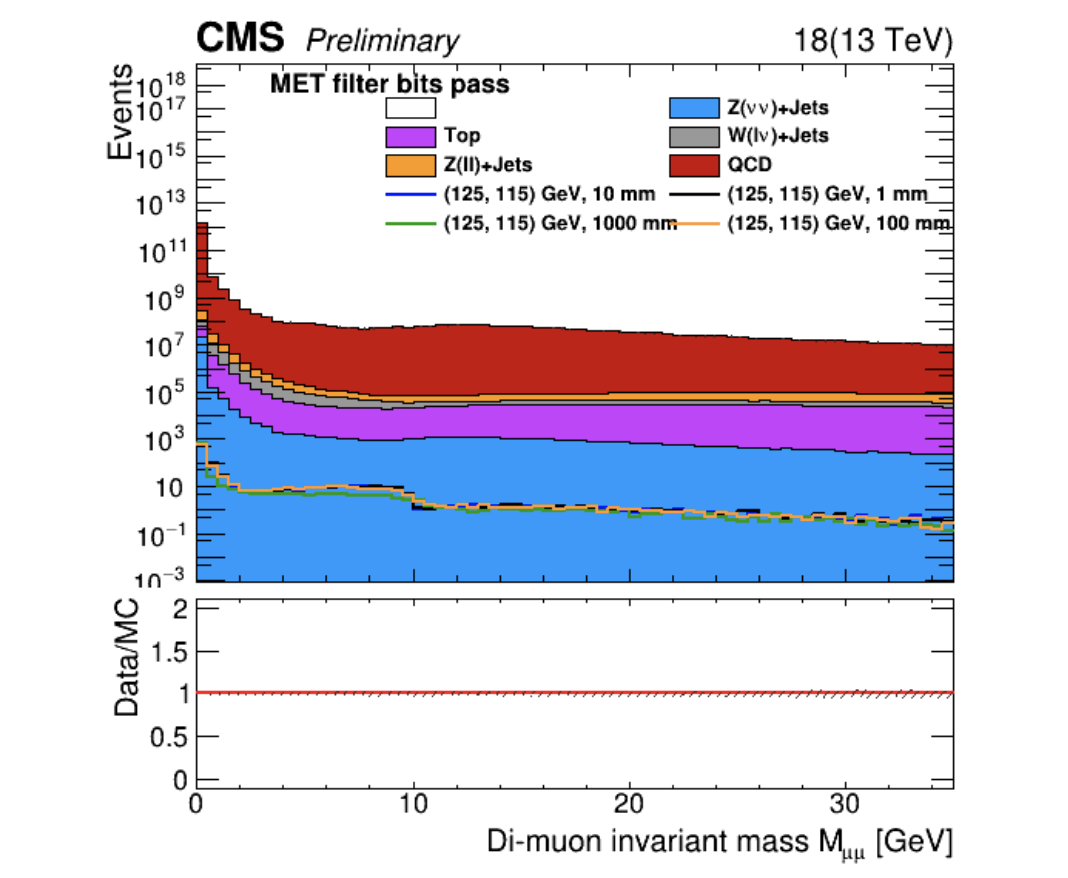 CMS Preliminary 18(13 TeV)
Events
MET filter bits pass
Z(νν)+Jets
Top W(lν)+Jets
Z(ll)+Jets QCD
(125, 115) GeV, 10 mm (125, 115) GeV, 1 mm
(125, 115) GeV, 1000 mm (125, 115) GeV, 100 mm
10¹⁸
10¹⁷
10¹⁵
10¹³
10¹¹
10⁹
10⁷
10⁵
10³
10
10⁻¹
10⁻³
Data/MC
2
1.5
1
0.5
0
0 10 20 30
Di-muon invariant mass M_μμ [GeV]